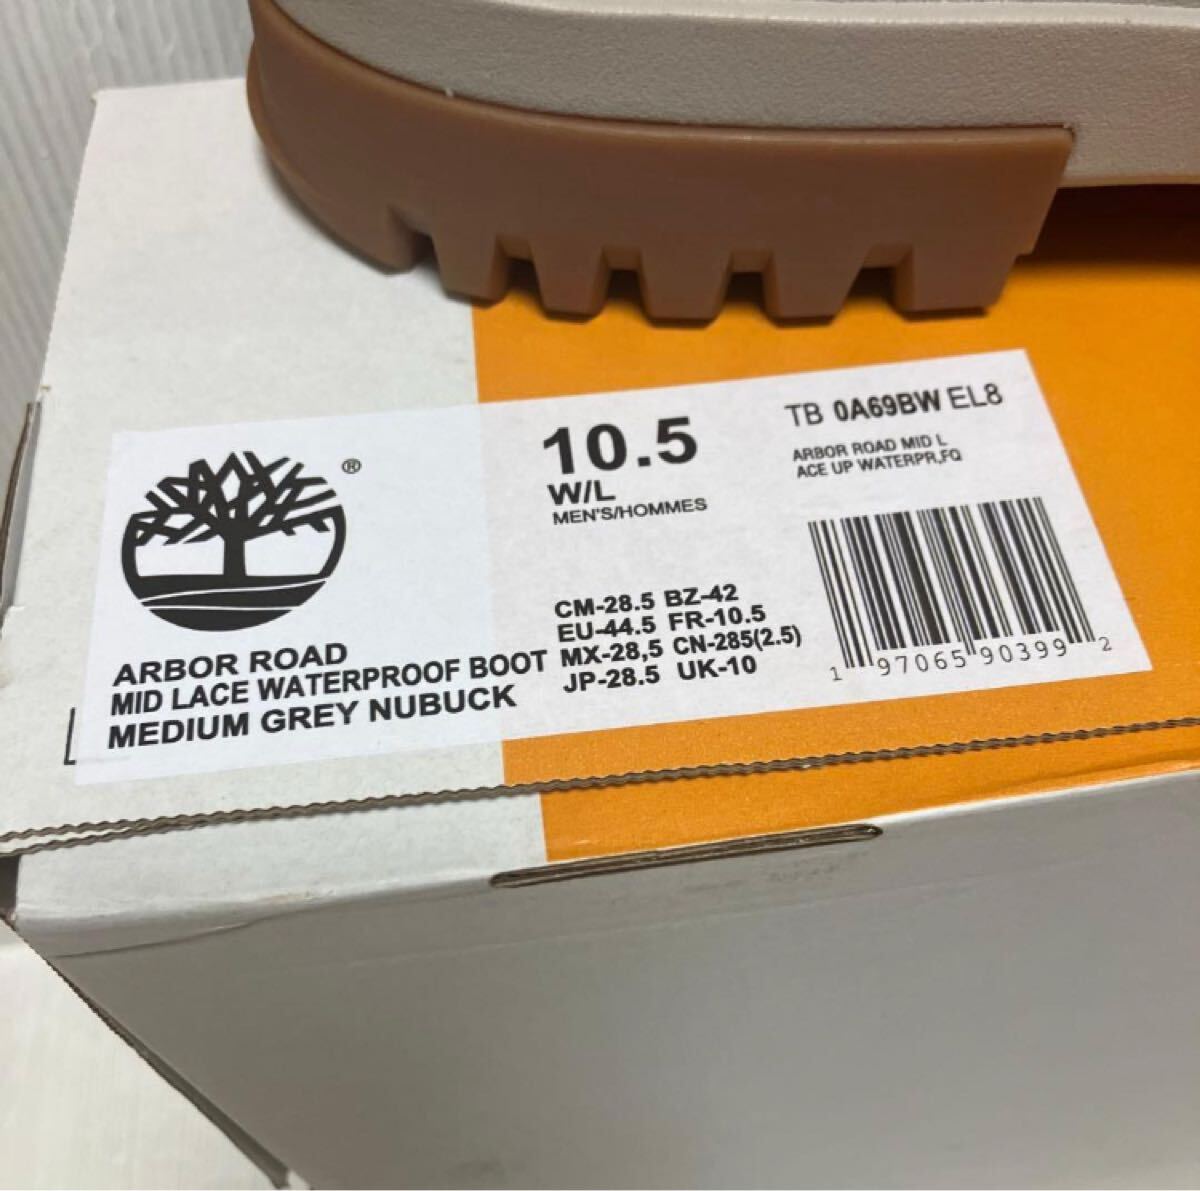 ®
10.5
W/L
MEN'S/HOMMES
TB 0A69BW EL8
ARBOR ROAD MID L
ACE UP WATERPR,FQ
CM-28.5 BZ-42
EU-44.5 FR-10.5
MX-28,5 CN-285(2.5)
JP-28.5 UK-10
ARBOR ROAD
MID LACE WATERPROOF BOOT
MEDIUM GREY NUBUCK
1 97065 90399 2